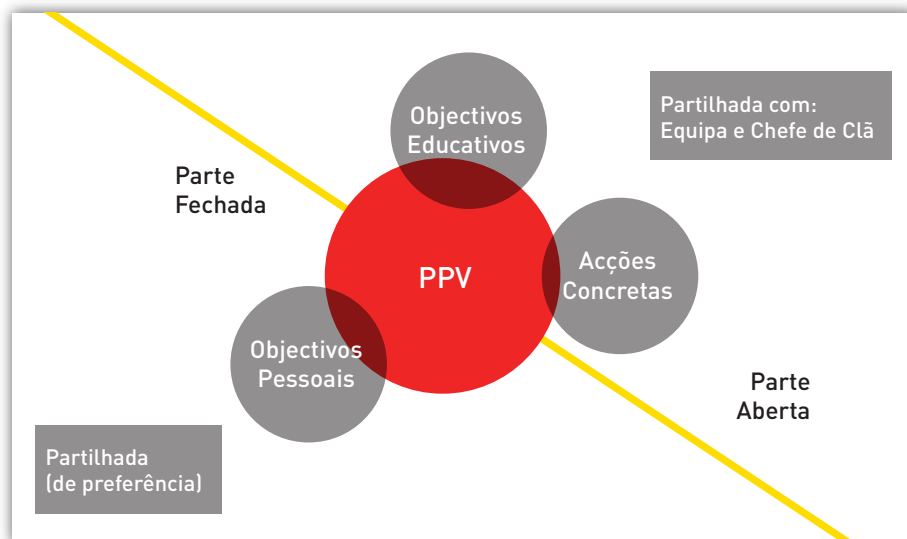 Objectivos
Educativos
Partilhada com:
Equipa e Chefe de Clã
Parte
Fechada
PPV
Acções
Concretas
Objectivos
Pessoais
Parte
Aberta
Partilhada
(de preferência)